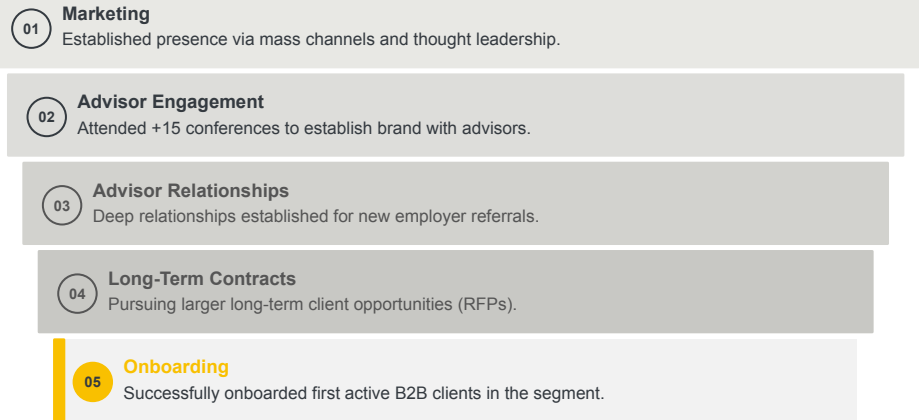 01
Marketing
Established presence via mass channels and thought leadership.
02
Advisor Engagement
Attended +15 conferences to establish brand with advisors.
03
Advisor Relationships
Deep relationships established for new employer referrals.
04
Long-Term Contracts
Pursuing larger long-term client opportunities (RFPs).
05
Onboarding
Successfully onboarded first active B2B clients in the segment.